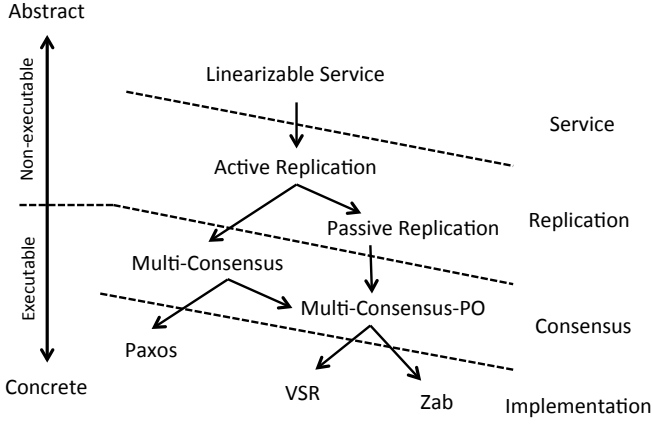 Abstract
Linearizable Service
Non-executable
Service
Active Replication
Replication
Passive Replication
Multi-Consensus
Executable
Multi-Consensus-PO
Consensus
Paxos
Concrete
VSR
Zab
Implementation